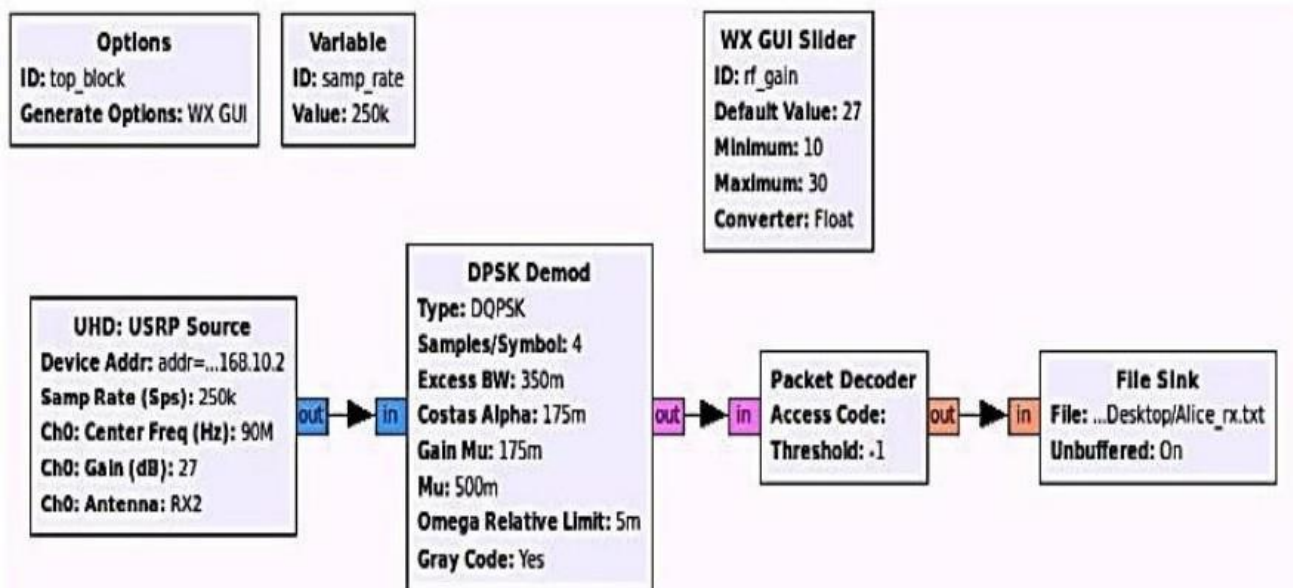 Options
ID: top_block
Generate Options: WX GUI
Variable
ID: samp_rate
Value: 250k
WX GUI Slider
ID: rf_gain
Default Value: 27
Minimum: 10
Maximum: 30
Converter: Float
UHD: USRP Source
Device Addr: addr=...168.10.2
Samp Rate (Sps): 250k
Ch0: Center Freq (Hz): 90M
Ch0: Gain (dB): 27
Ch0: Antenna: RX2
out
in
DPSK Demod
Type: DQPSK
Samples/Symbol: 4
Excess BW: 350m
Costas Alpha: 175m
Gain Mu: 175m
Mu: 500m
Omega Relative Limit: 5m
Gray Code: Yes
out
in
Packet Decoder
Access Code:
Threshold: -1
out
in
File Sink
File: ...Desktop/Alice_rx.txt
Unbuffered: On